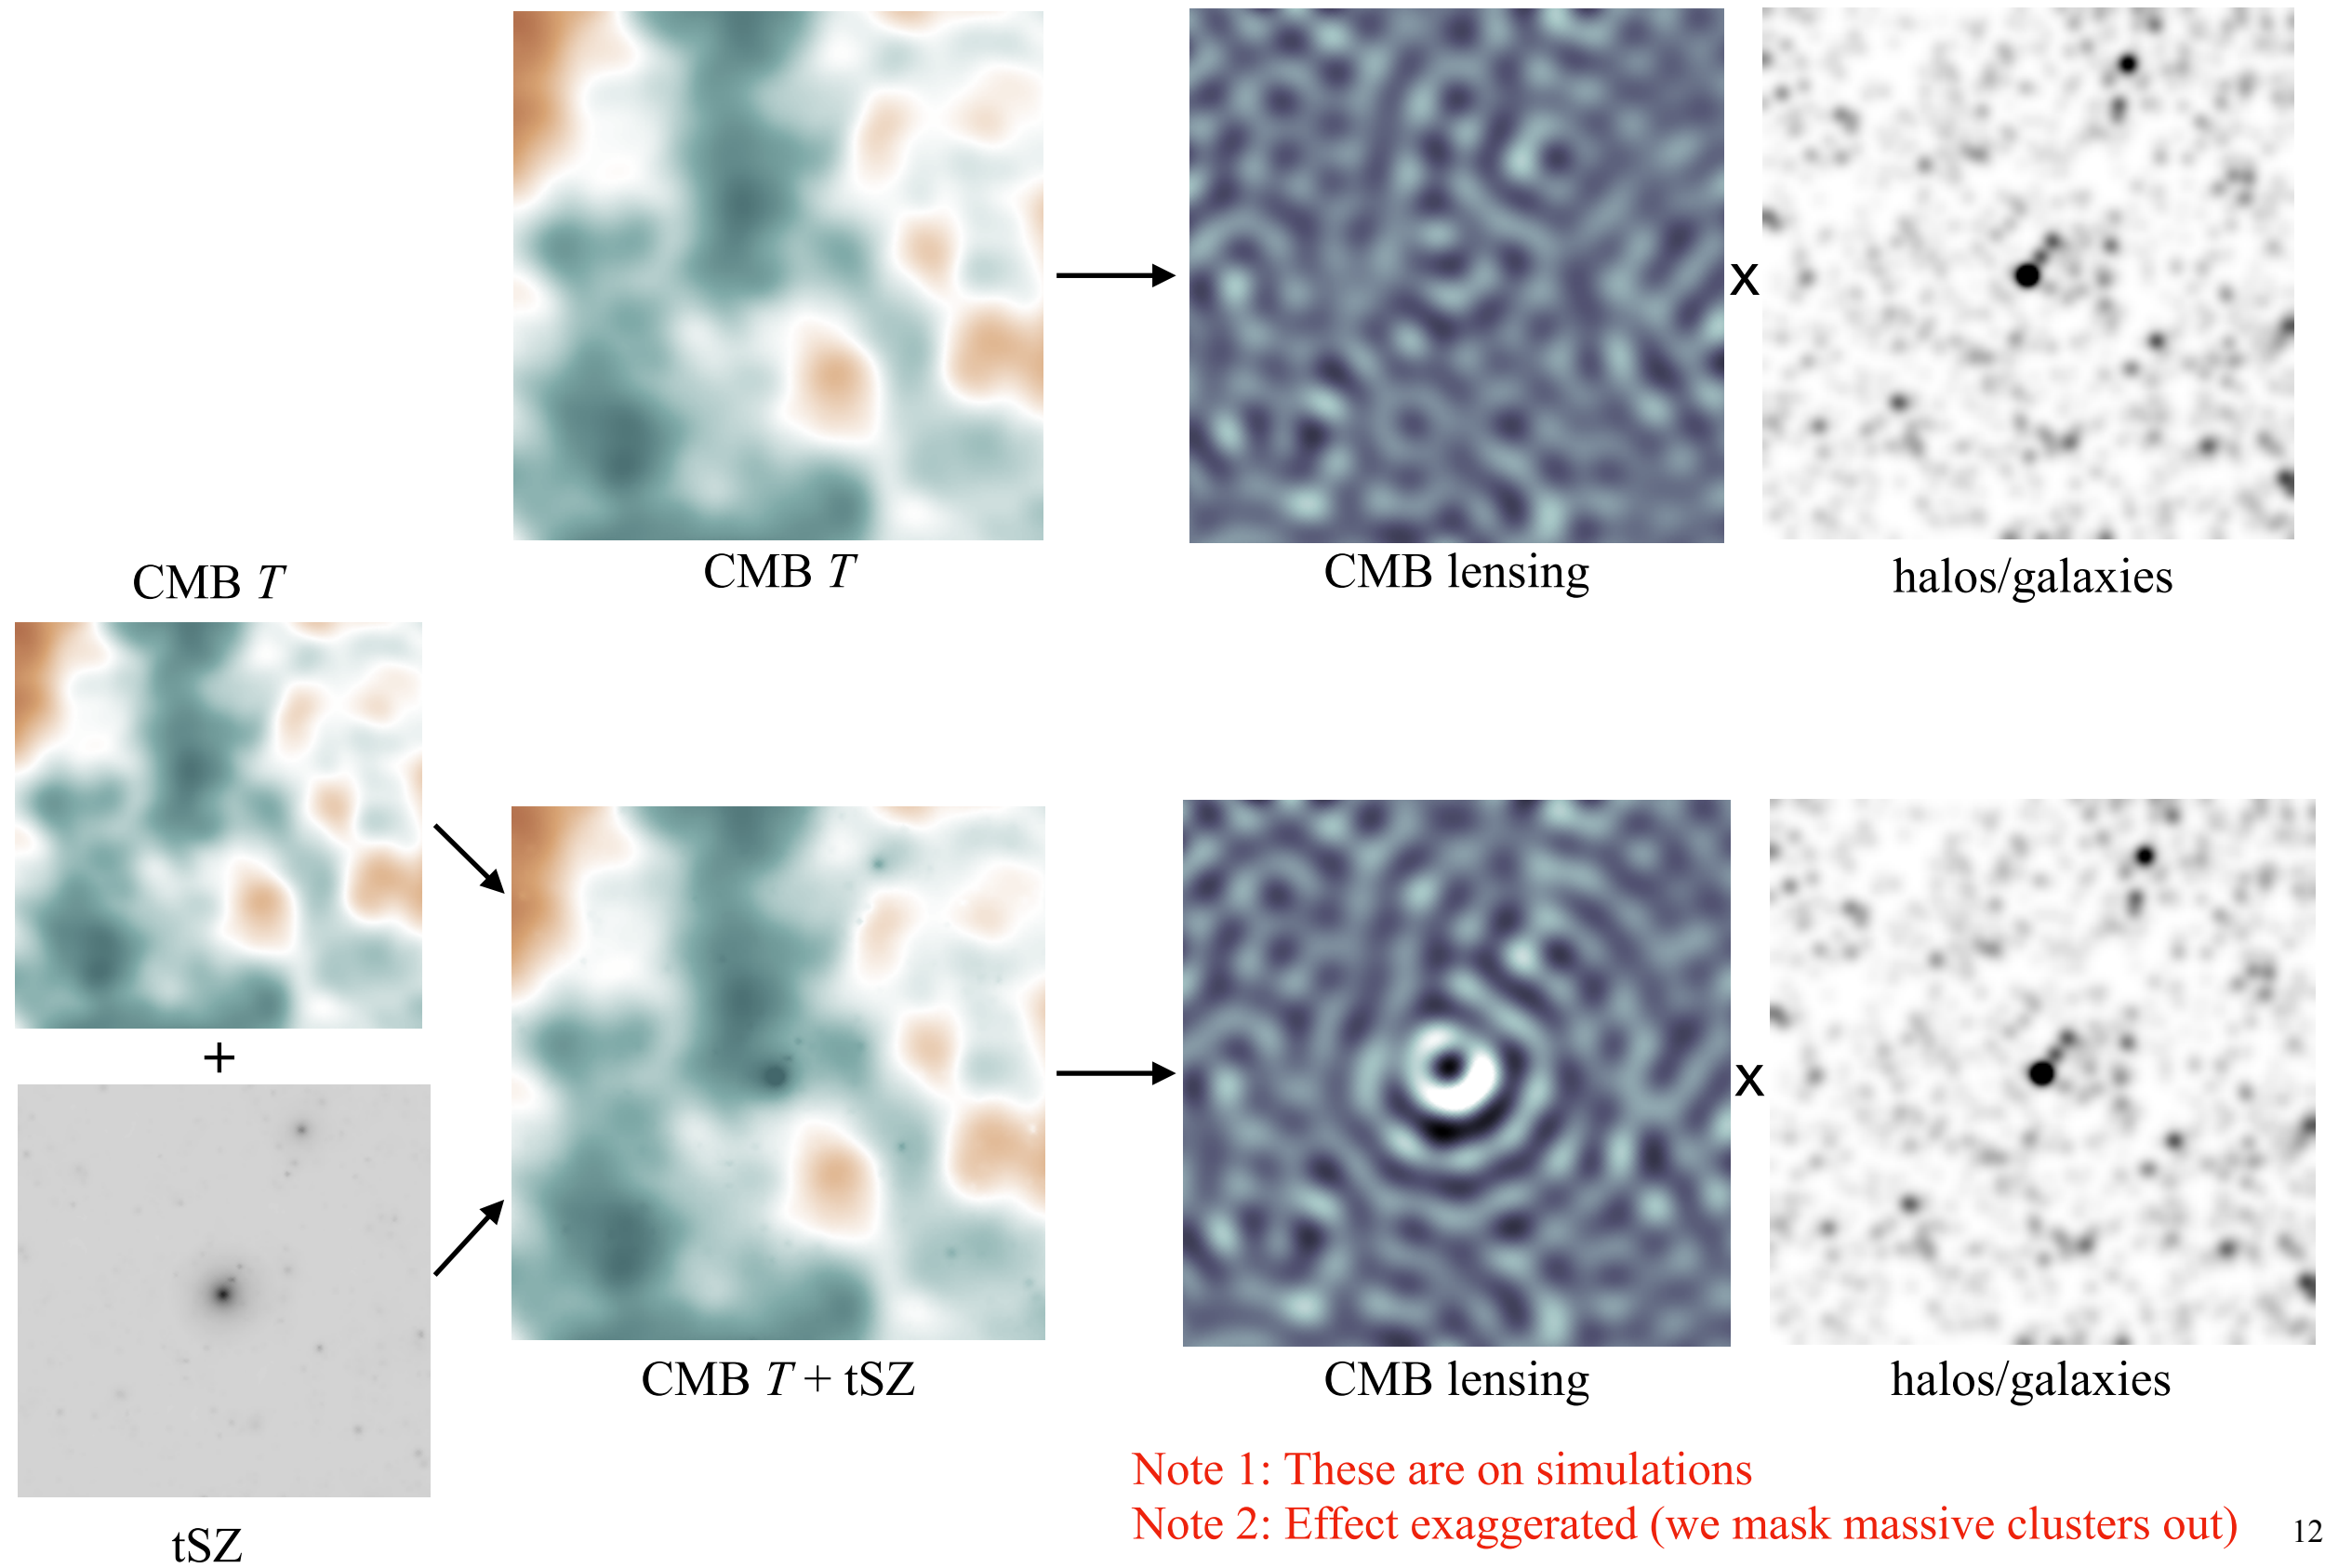 x
CMB T
CMB lensing
halos/galaxies
CMB T
+
x
CMB T + tSZ
CMB lensing
halos/galaxies
tSZ
Note 1: These are on simulations
Note 2: Effect exaggerated (we mask massive clusters out)
12